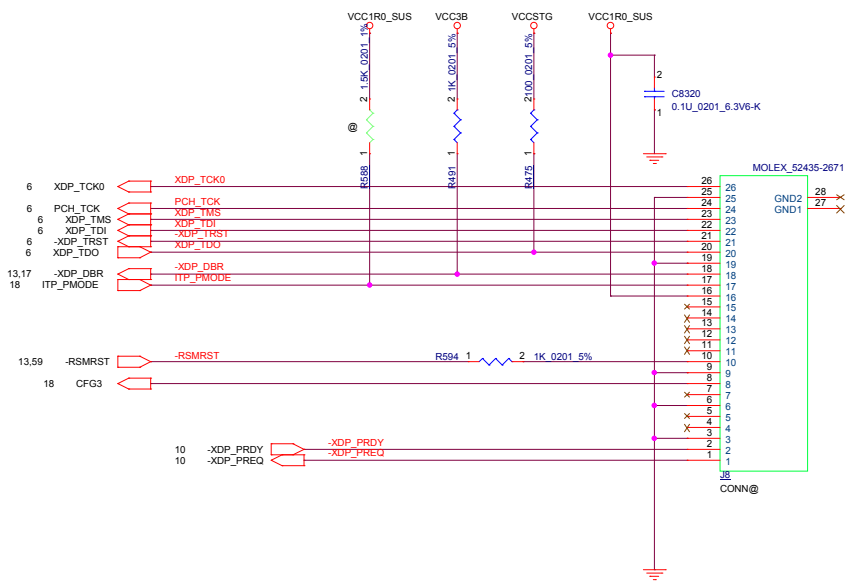 VCC1R0_SUS VCC3B VCCSTG VCC1R0_SUS
1.5K_0201_1% 1K_0201_5% 100_0201_5%
2 2 2 2
C8320
0.1U_0201_6.3V6-K
1
@
1 1 1
R588 R491 R475
MOLEX_52435-2671
6 XDP_TCK0 XDP_TCK0 26 26
25 25 GND2 28
6 PCH_TCK PCH_TCK 24 24 GND1 27
6 XDP_TMS XDP_TMS 23 23
6 XDP_TDI XDP_TDI 22 22
6 -XDP_TRST -XDP_TRST 21 21
6 XDP_TDO XDP_TDO 20 20
19 19
13,17 -XDP_DBR -XDP_DBR 18 18
18 ITP_PMODE ITP_PMODE 17 17
16 16
15 15
14 14
13 13
12 12
11 11
13,59 -RSMRST -RSMRST R594 1 2 1K_0201_5% 10 10
9 9
18 CFG3 8 8
7 7
6 6
5 5
4 4
3 3
10 -XDP_PRDY -XDP_PRDY 2 2
10 -XDP_PREQ -XDP_PREQ 1 1
J8
CONN@